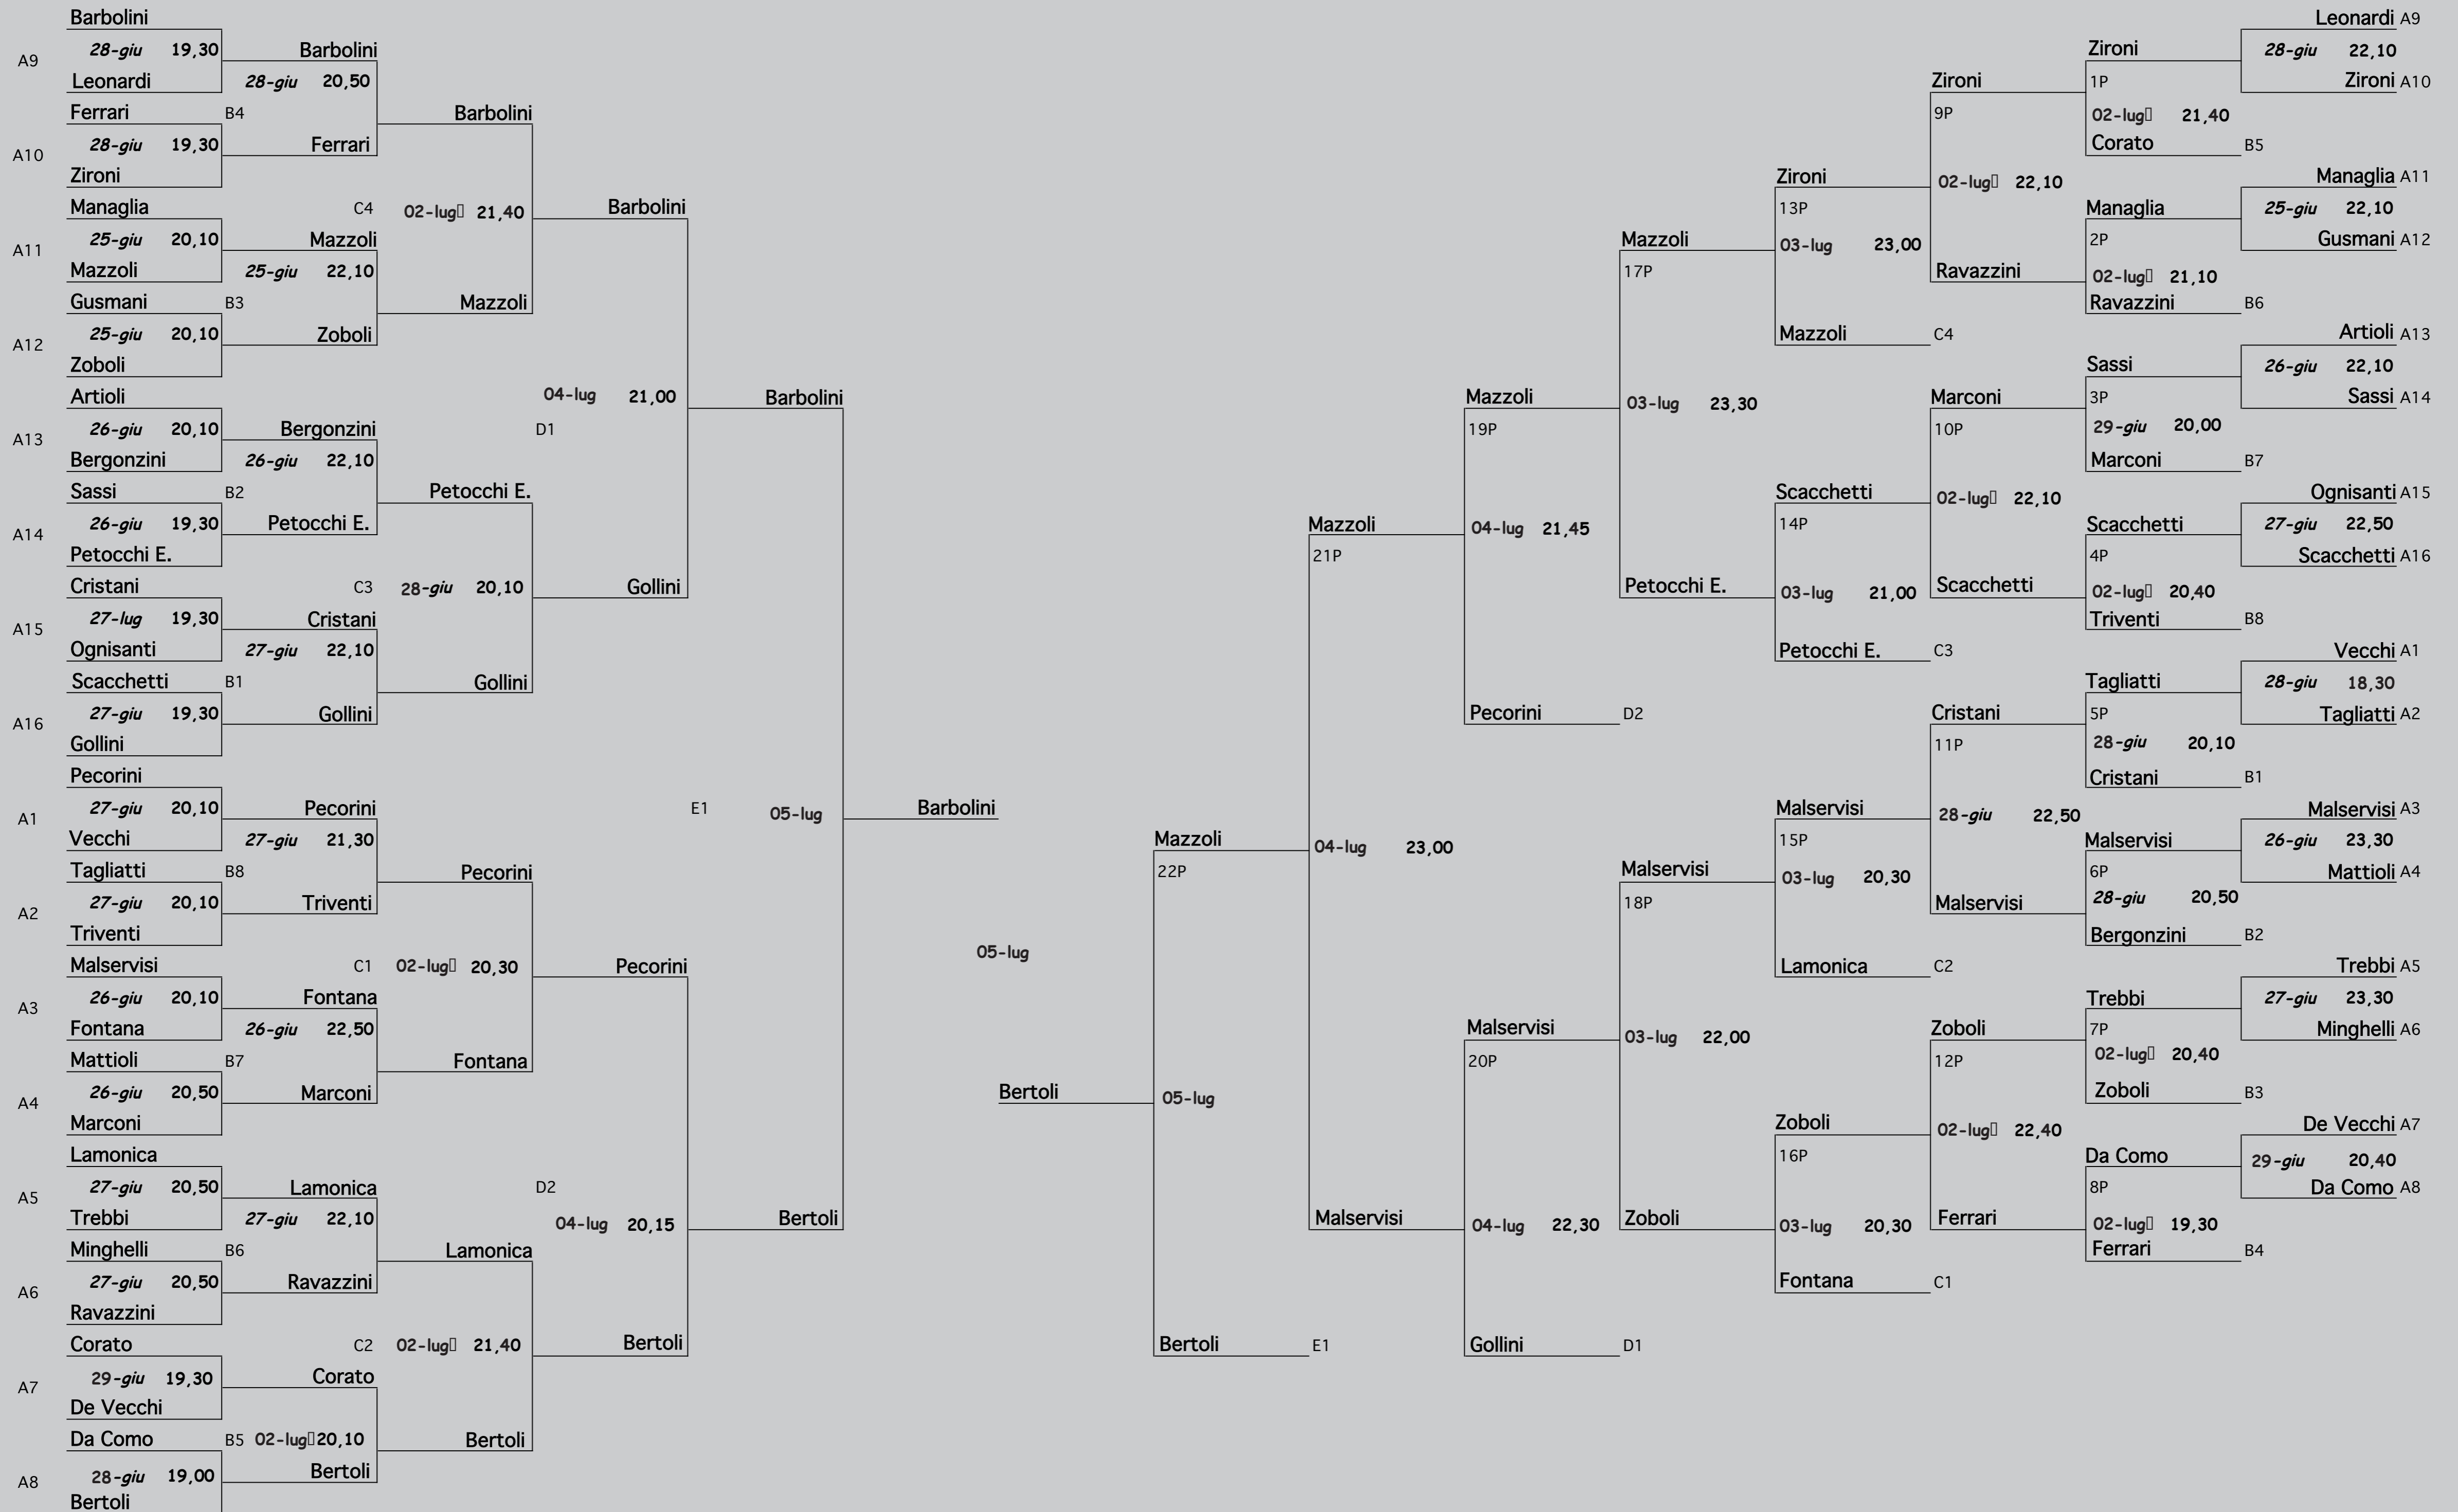 Barbolini
A9 28-giu 19,30 Barbolini
Leonardi 28-giu 20,50
Ferrari B4 Barbolini
A10 28-giu 19,30 Ferrari
Zironi
Managlia C4 02-lug 21,40 Barbolini
A11 25-giu 20,10 Mazzoli
Mazzoli 25-giu 22,10
Gusmani B3 Mazzoli
A12 25-giu 20,10 Zoboli
Zoboli
Artioli 04-lug 21,00 Barbolini
A13 26-giu 20,10 Bergonzini D1
Bergonzini 26-giu 22,10
Sassi B2 Petocchi E.
A14 26-giu 19,30 Petocchi E.
Petocchi E.
Cristani C3 28-giu 20,10 Gollini
A15 27-lug 19,30 Cristani
Ognisanti 27-giu 22,10
Scacchetti B1 Gollini
A16 27-giu 19,30 Gollini
Gollini
Pecorini
A1 27-giu 20,10 Pecorini E1 05-lug Barbolini
Vecchi 27-giu 21,30
Tagliatti B8 Pecorini
A2 27-giu 20,10 Triventi
Triventi
05-lug
Malservisi C1 02-lug 20,30 Pecorini
A3 26-giu 20,10 Fontana
Fontana 26-giu 22,50
Mattioli B7 Fontana
A4 26-giu 20,50 Marconi
Marconi
Lamonica
A5 27-giu 20,50 Lamonica D2
Trebbi 27-giu 22,10 04-lug 20,15 Bertoli
Minghelli B6 Lamonica
A6 27-giu 20,50 Ravazzini
Ravazzini
Corato C2 02-lug 21,40 Bertoli
A7 29-giu 19,30 Corato
De Vecchi
Da Como B5 02-lug 20,10 Bertoli
A8 28-giu 19,00 Bertoli
Bertoli
Leonardi A9
Zironi 28-giu 22,10
Zironi 1P Zironi A10
9P 02-lug 21,40
Corato B5
Zironi 02-lug 22,10 Managlia A11
13P Managlia 25-giu 22,10
Mazzoli 03-lug 23,00 2P Gusmani A12
17P Ravazzini 02-lug 21,10
Ravazzini B6
Mazzoli C4 Artioli A13
Sassi 26-giu 22,10
Mazzoli 03-lug 23,30 Marconi 3P Sassi A14
19P 10P 29-giu 20,00
Marconi B7
Scacchetti 02-lug 22,10 Ognisanti A15
Mazzoli 04-lug 21,45 14P Scacchetti 27-giu 22,50
21P 4P Scacchetti A16
Petocchi E. 03-lug 21,00 Scacchetti 02-lug 20,40
Triventi B8
Petocchi E. C3 Vecchi A1
Tagliatti 28-giu 18,30
Pecorini D2 Cristani 5P Tagliatti A2
11P 28-giu 20,10
Cristani B1
Malservisi 28-giu 22,50 Malservisi A3
Mazzoli 04-lug 23,00 15P Malservisi 26-giu 23,30
22P Malservisi 03-lug 20,30 6P Mattioli A4
18P Malservisi 28-giu 20,50
Bergonzini B2
Lamonica C2 Trebbi A5
Trebbi 27-giu 23,30
Malservisi 03-lug 22,00 Zoboli 7P Minghelli A6
20P 12P 02-lug 20,40
Bertoli 05-lug Zoboli B3
Zoboli 02-lug 22,40 De Vecchi A7
16P Da Como 29-giu 20,40
8P Da Como A8
Malservisi 04-lug 22,30 Zoboli 03-lug 20,30 Ferrari 02-lug 19,30
Ferrari B4
Fontana C1
Bertoli E1 Gollini D1